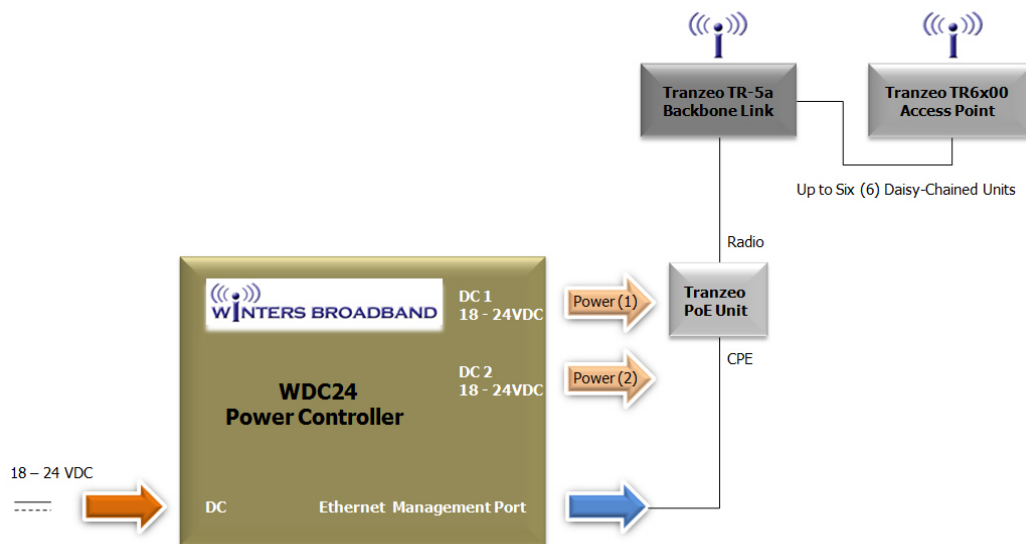 Tranzeo TR-5a
Backbone Link
Tranzeo TR6x00
Access Point
Up to Six (6) Daisy-Chained Units
Radio
WINTERS BROADBAND
DC 1
18 - 24VDC
Power (1)
Tranzeo
PoE Unit
CPE
DC 2
18 - 24VDC
Power (2)
WDC24
Power Controller
18 – 24 VDC
DC
Ethernet Management Port